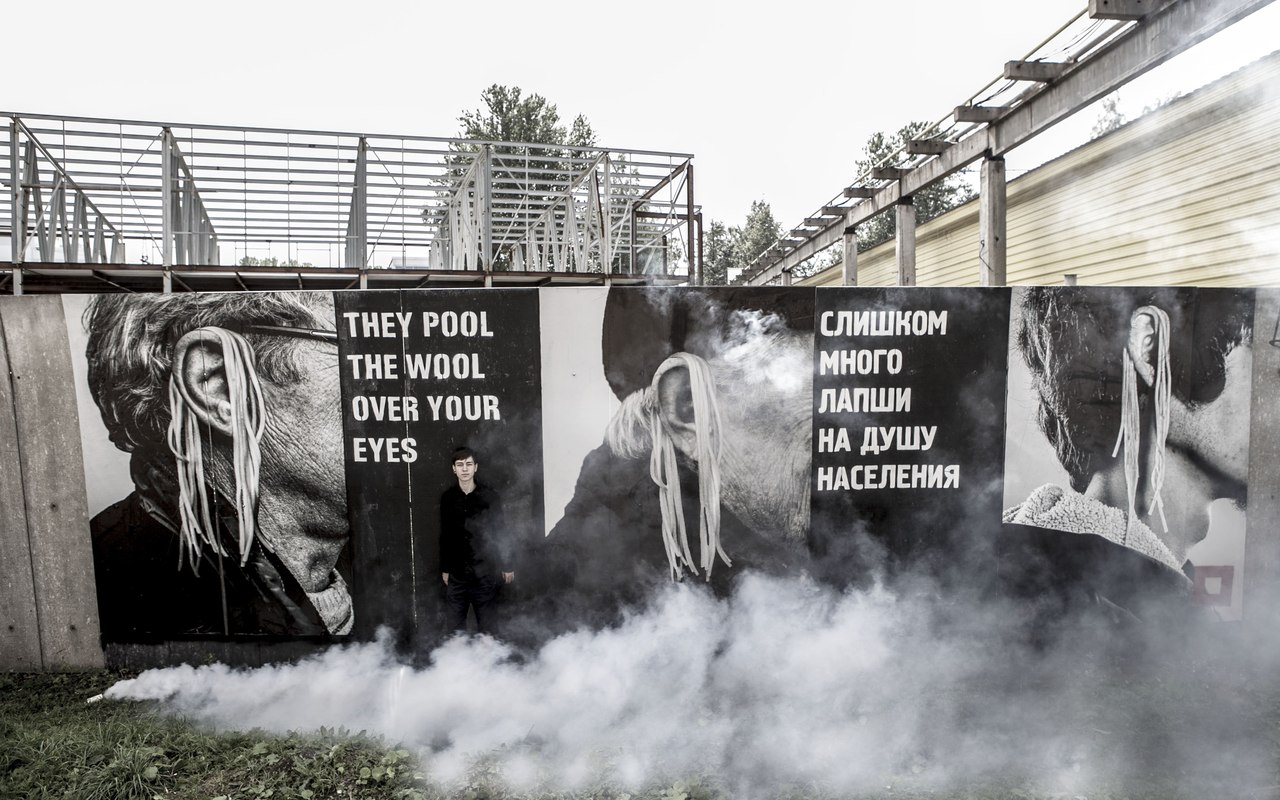 THEY POOL
THE WOOL
OVER YOUR
EYES
СЛИШКОМ
МНОГО
ЛАПШИ
НА ДУШУ
НАСЕЛЕНИЯ